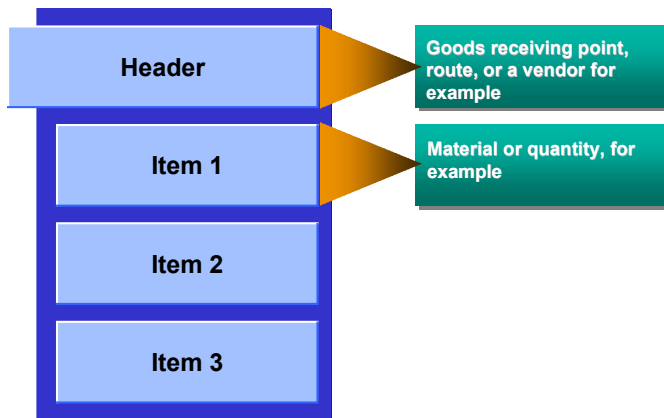 Header
Goods receiving point,
route, or a vendor for
example
Item 1
Material or quantity, for
example
Item 2
Item 3